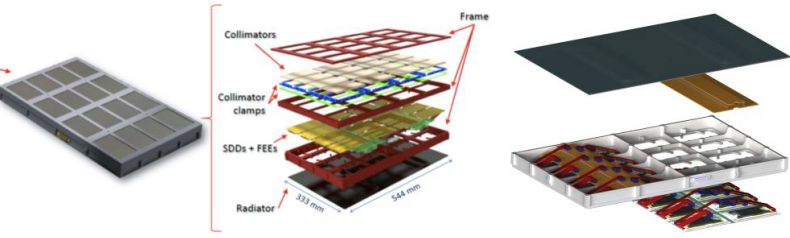 Frame
Collimators
Collimator
clamps
SDDs + FEEs
Radiator
333 mm
544 mm